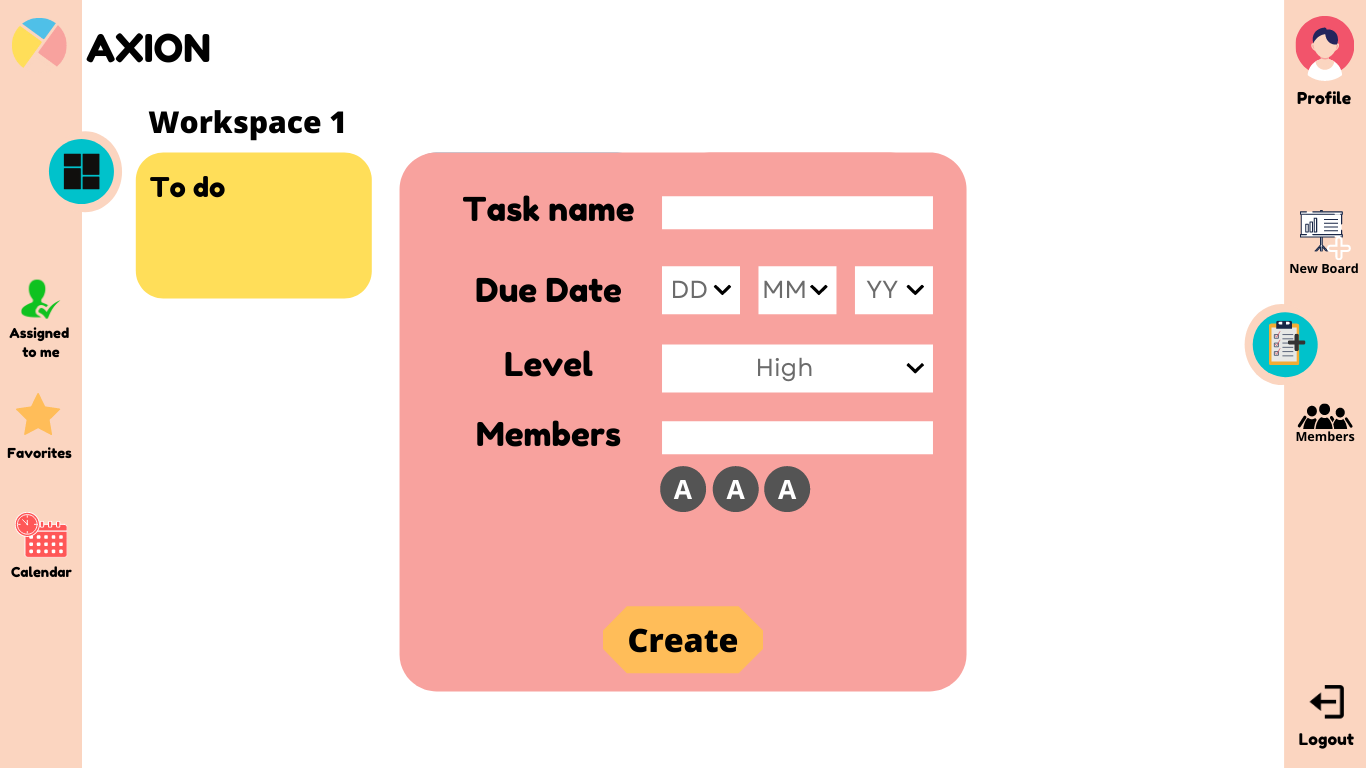 AXION
Profile
Workspace 1
To do
Task name
Due Date
DD
MM
YY
Level
High
Members
A A A
Create
Assigned
to me
Favorites
Calendar
New Board
Members
Logout